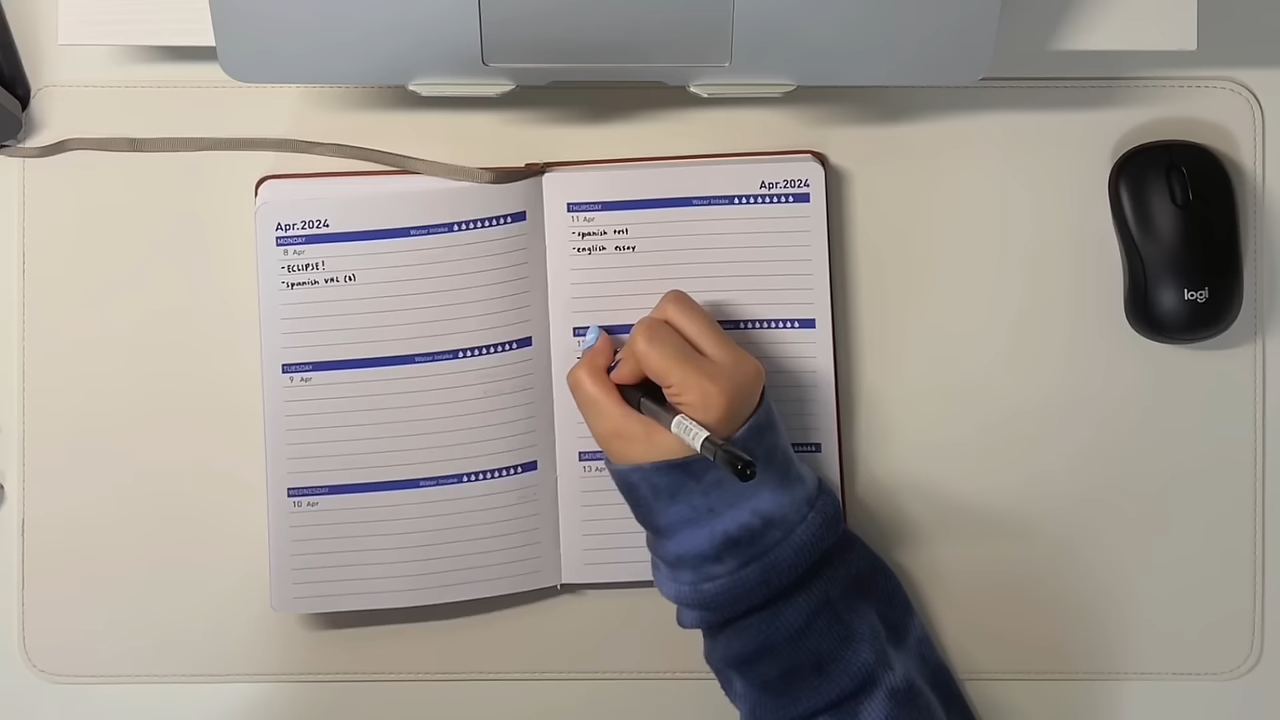 Apr.2024
MONDAY Water Intake
8 Apr
-ECLIPSE!
-spanish VHL (3)
TUESDAY Water Intake
9 Apr
WEDNESDAY Water Intake
10 Apr
Apr.2024
THURSDAY Water Intake
11 Apr
-spanish test
-english essay
13 Apr
logi